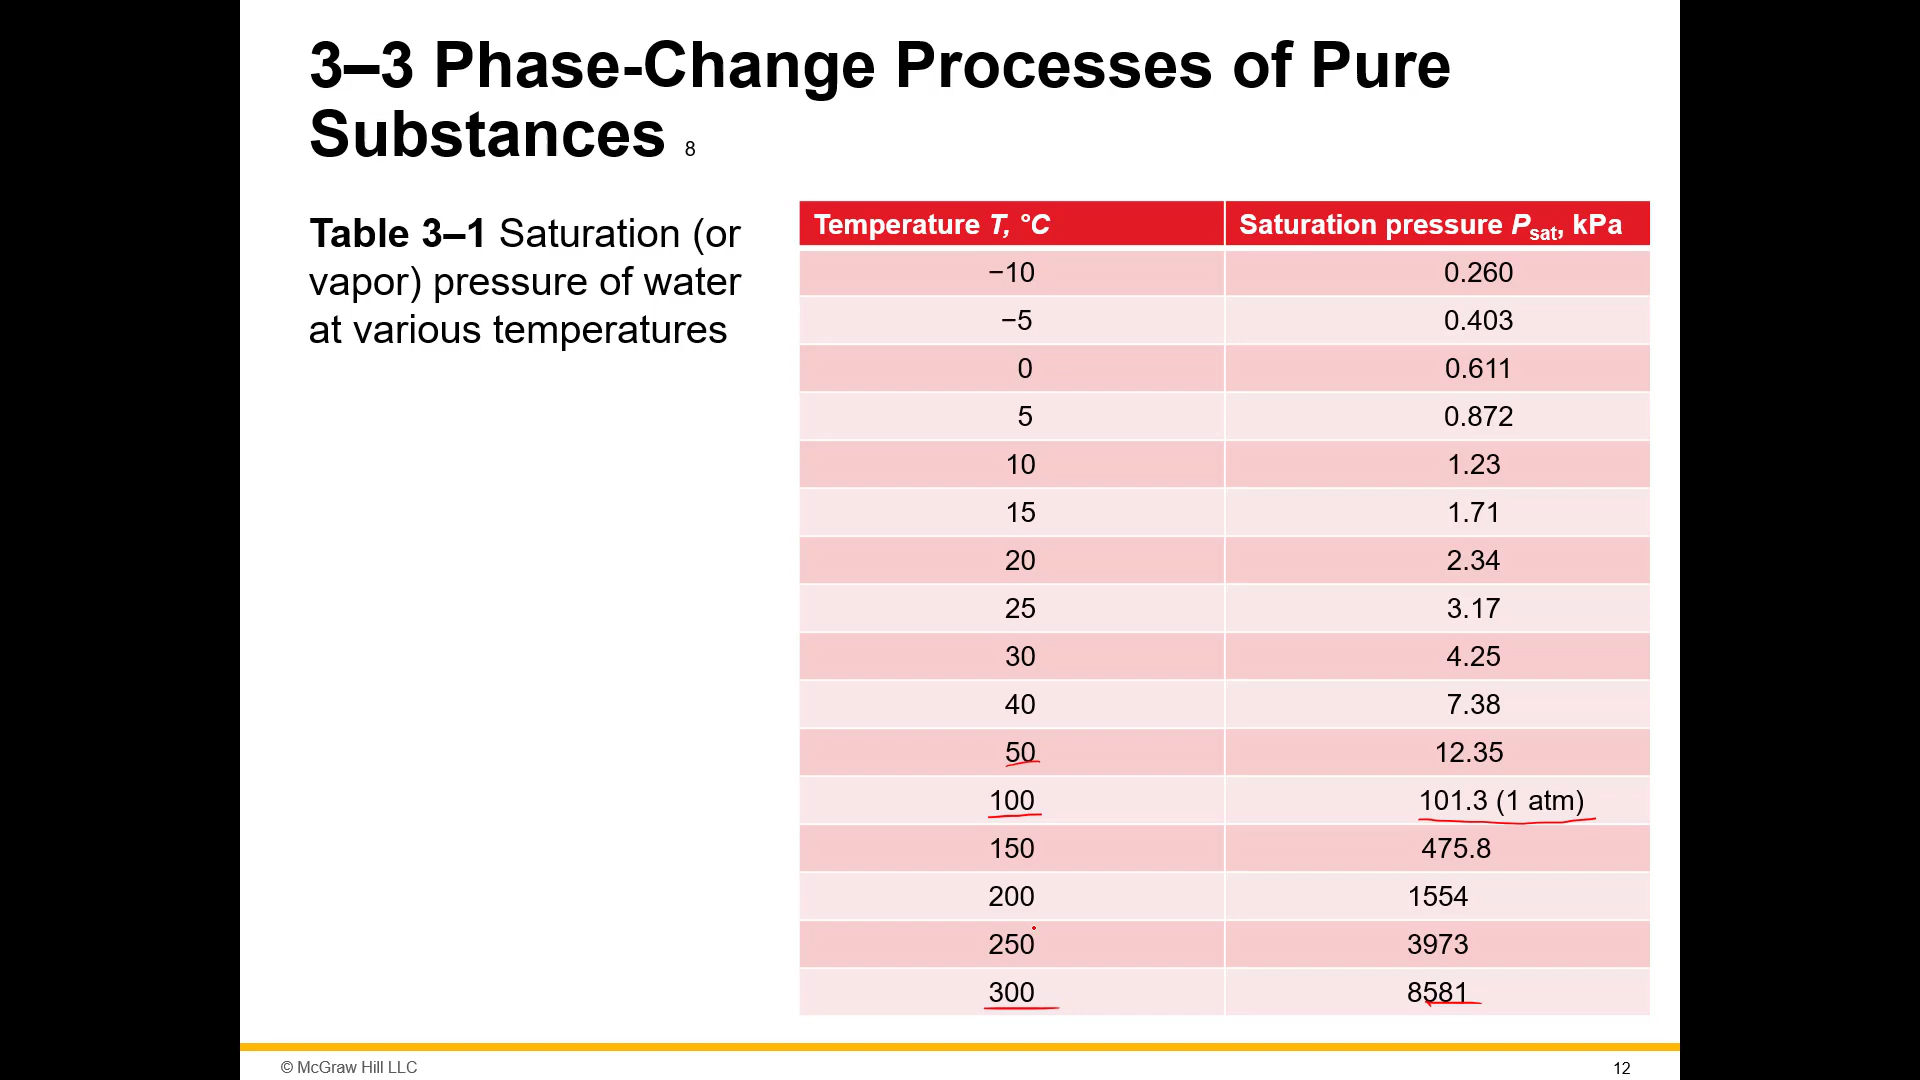 3–3 Phase-Change Processes of Pure
Substances 8
Table 3–1 Saturation (or
vapor) pressure of water
at various temperatures
Temperature T, °C Saturation pressure Psat, kPa
−10 0.260
−5 0.403
0 0.611
5 0.872
10 1.23
15 1.71
20 2.34
25 3.17
30 4.25
40 7.38
50 12.35
100 101.3 (1 atm)
150 475.8
200 1554
250 3973
300 8581
© McGraw Hill LLC
12